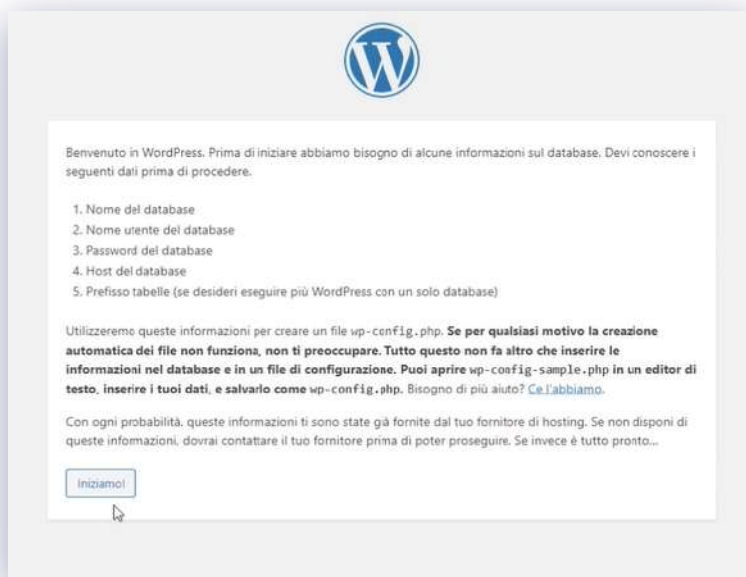 Benvenuto in WordPress. Prima di iniziare abbiamo bisogno di alcune informazioni sul database. Devi conoscere i
seguenti dati prima di procedere.
1. Nome del database
2. Nome utente del database
3. Password del database
4. Host del database
5. Prefisso tabelle (se desideri eseguire più WordPress con un solo database)
Utilizzeremo queste informazioni per creare un file wp-config.php. Se per qualsiasi motivo la creazione
automatica dei file non funziona, non ti preoccupare. Tutto questo non fa altro che inserire le
informazioni nel database e in un file di configurazione. Puoi aprire wp-config-sample.php in un editor di
testo, inserire i tuoi dati, e salvarlo come wp-config.php. Bisogno di più aiuto? Ce l'abbiamo.
Con ogni probabilità, queste informazioni ti sono state già fornite dal tuo fornitore di hosting. Se non disponi di
queste informazioni, dovrai contattare il tuo fornitore prima di poter proseguire. Se invece è tutto pronto...
Iniziamo!